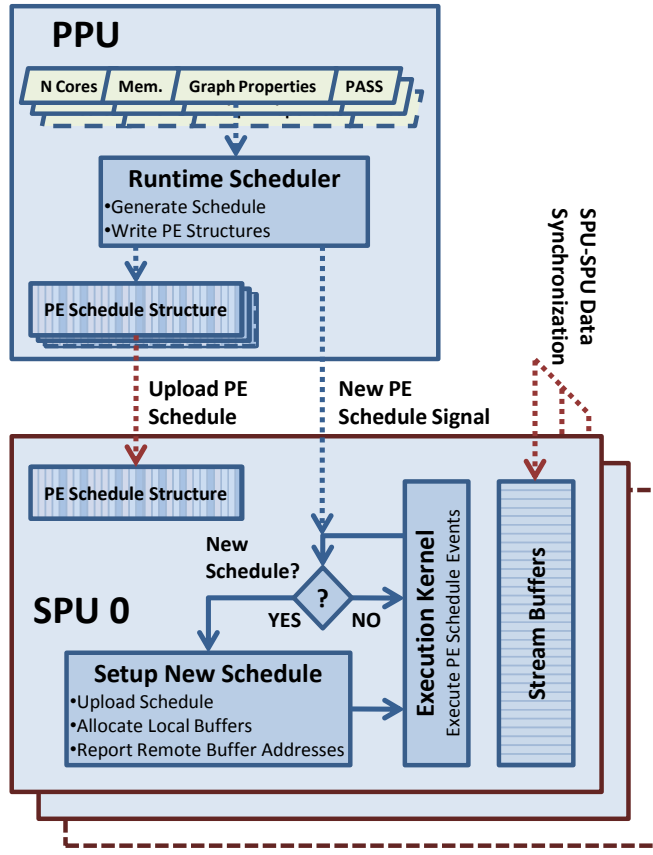 PPU
N Cores Mem. Graph Properties PASS
Runtime Scheduler
•Generate Schedule
•Write PE Structures
PE Schedule Structure
SPU-SPU Data
Synchronization
Upload PE
Schedule
New PE
Schedule Signal
PE Schedule Structure
New
Schedule?
?
YES
NO
SPU 0
Setup New Schedule
•Upload Schedule
•Allocate Local Buffers
•Report Remote Buffer Addresses
Execution Kernel
Execute PE Schedule Events
Stream Buffers